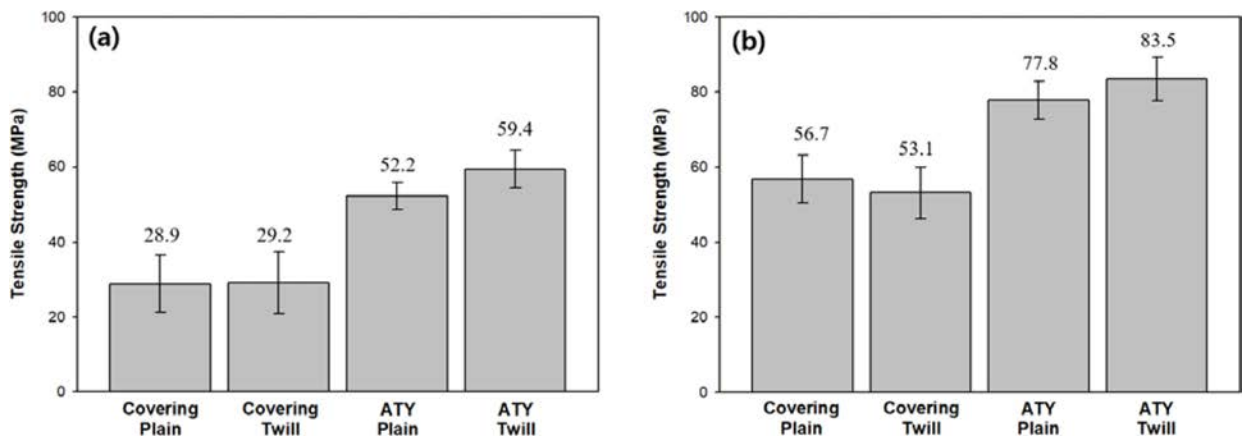 (a)
Tensile Strength (MPa)
100
80
60
40
20
0
28.9
29.2
52.2
59.4
Covering Plain
Covering Twill
ATY Plain
ATY Twill
(b)
Tensile Strength (MPa)
100
80
60
40
20
0
56.7
53.1
77.8
83.5
Covering Plain
Covering Twill
ATY Plain
ATY Twill